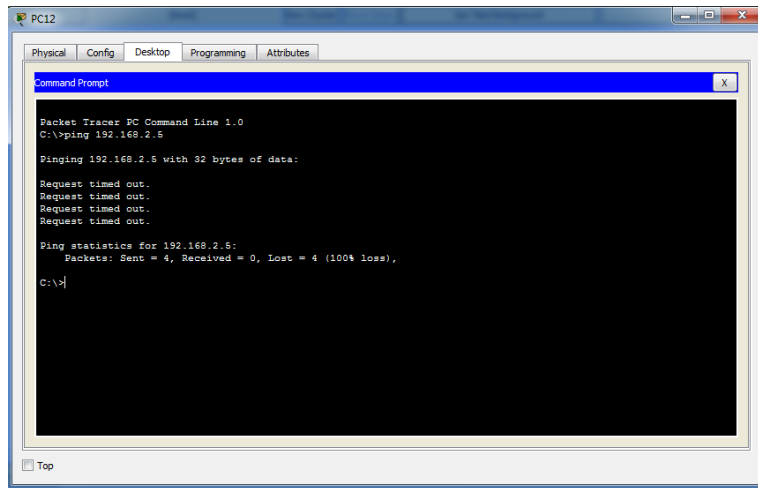 PC12
Physical Config Desktop Programming Attributes
Command Prompt
X
Packet Tracer PC Command Line 1.0
C:\>ping 192.168.2.5
Pinging 192.168.2.5 with 32 bytes of data:
Request timed out.
Request timed out.
Request timed out.
Request timed out.
Ping statistics for 192.168.2.5:
Packets: Sent = 4, Received = 0, Lost = 4 (100% loss),
C:\>
Top